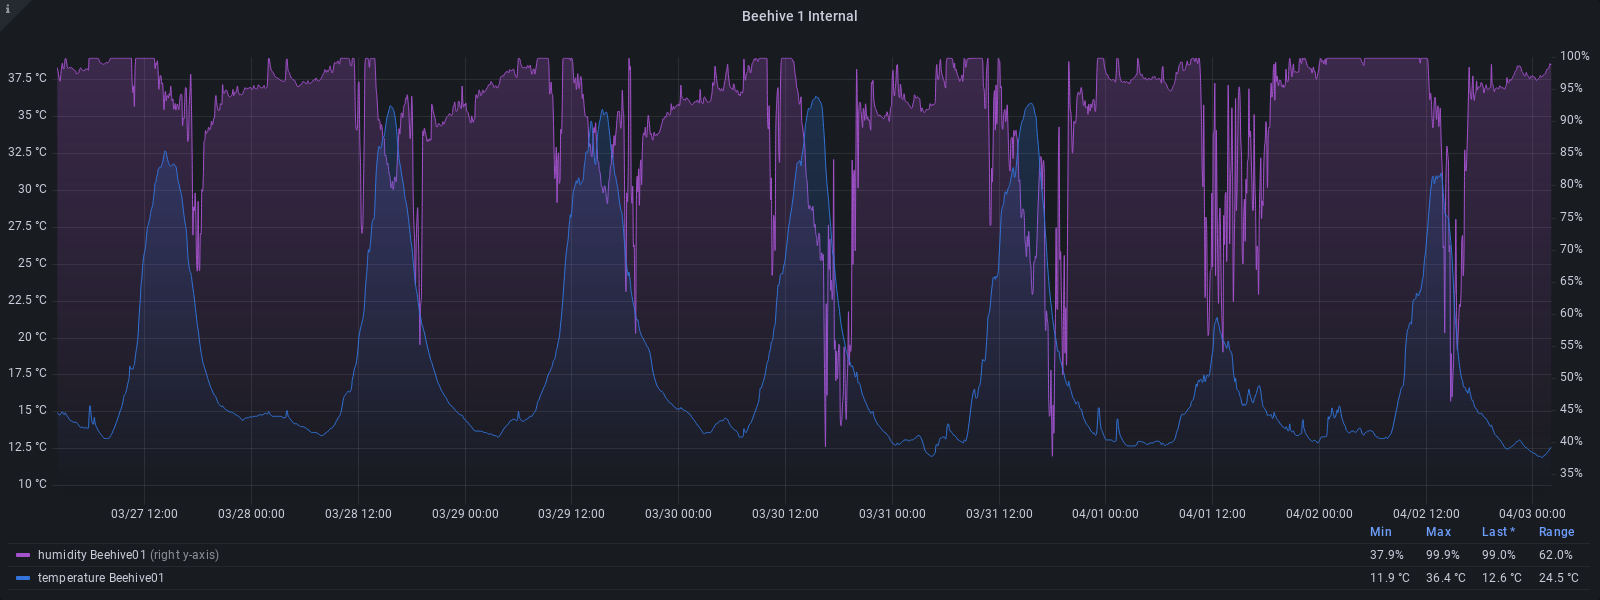 i
Beehive 1 Internal
37.5 °C
35 °C
32.5 °C
30 °C
27.5 °C
25 °C
22.5 °C
20 °C
17.5 °C
15 °C
12.5 °C
10 °C
100%
95%
90%
85%
80%
75%
70%
65%
60%
55%
50%
45%
40%
35%
03/27 12:00 03/28 00:00 03/28 12:00 03/29 00:00 03/29 12:00 03/30 00:00 03/30 12:00 03/31 00:00 03/31 12:00 04/01 00:00 04/01 12:00 04/02 00:00 04/02 12:00 04/03 00:00
Min Max Last * Range
humidity Beehive01 (right y-axis) 37.9% 99.9% 99.0% 62.0%
temperature Beehive01 11.9 °C 36.4 °C 12.6 °C 24.5 °C